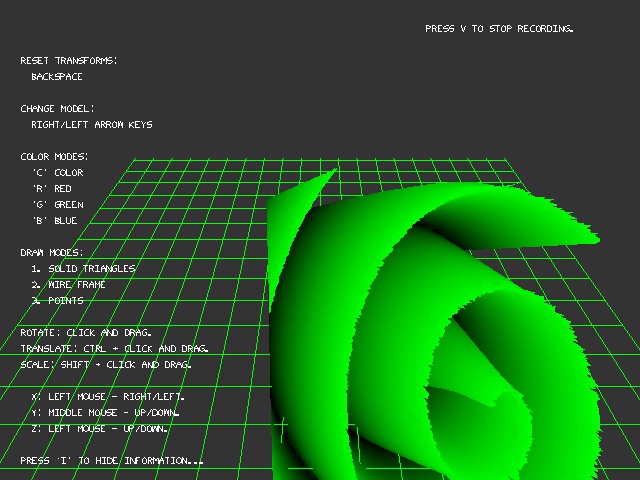 PRESS V TO STOP RECORDING.
RESET TRANSFORMS:
BACKSPACE
CHANGE MODEL:
RIGHT/LEFT ARROW KEYS
COLOR MODES:
'C' COLOR
'R' RED
'G' GREEN
'B' BLUE
DRAW MODES:
1. SOLID TRIANGLES
2. WIRE FRAME
3. POINTS
ROTATE: CLICK AND DRAG.
TRANSLATE: CTRL + CLICK AND DRAG.
SCALE: SHIFT + CLICK AND DRAG.
X: LEFT MOUSE - RIGHT/LEFT.
Y: MIDDLE MOUSE - UP/DOWN.
Z: LEFT MOUSE - UP/DOWN.
PRESS 'I' TO HIDE INFORMATION...